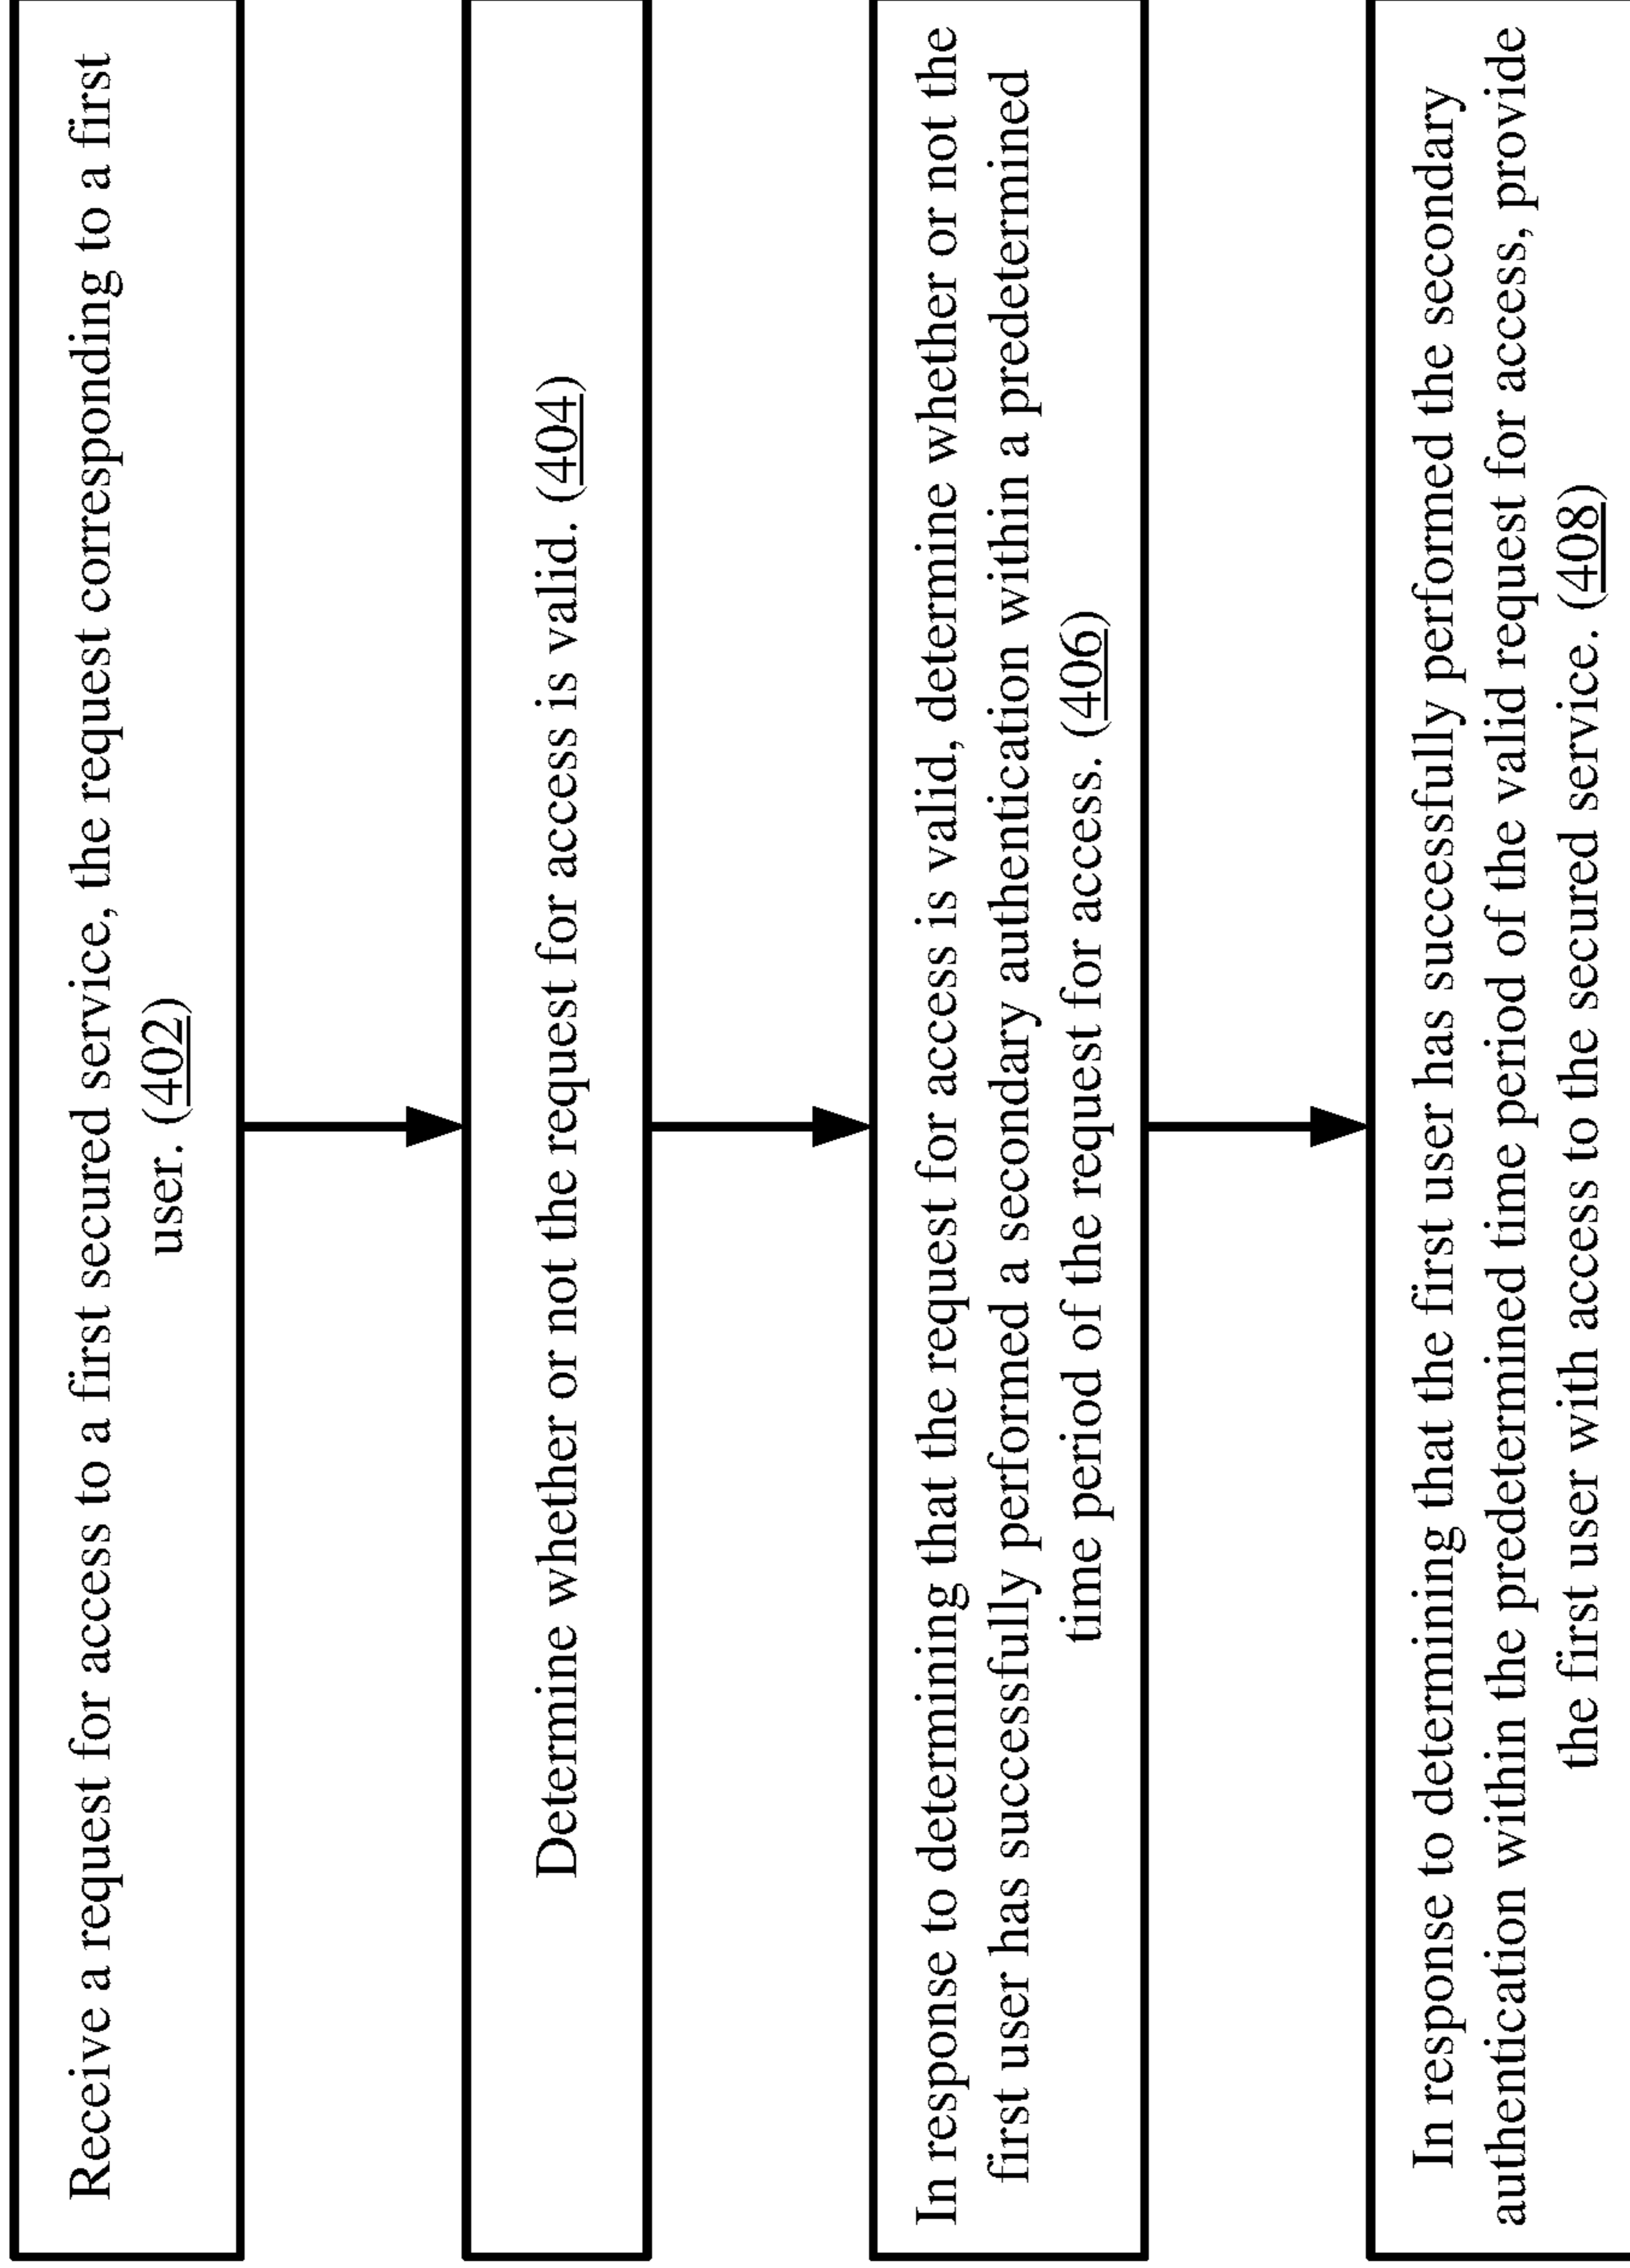 Receive a request for access to a first secured service, the request corresponding to a first
user. (402)
Determine whether or not the request for access is valid. (404)
In response to determining that the request for access is valid, determine whether or not the
first user has successfully performed a secondary authentication within a predetermined
time period of the request for access. (406)
In response to determining that the first user has successfully performed the secondary
authentication within the predetermined time period of the valid request for access, provide
the first user with access to the secured service. (408)